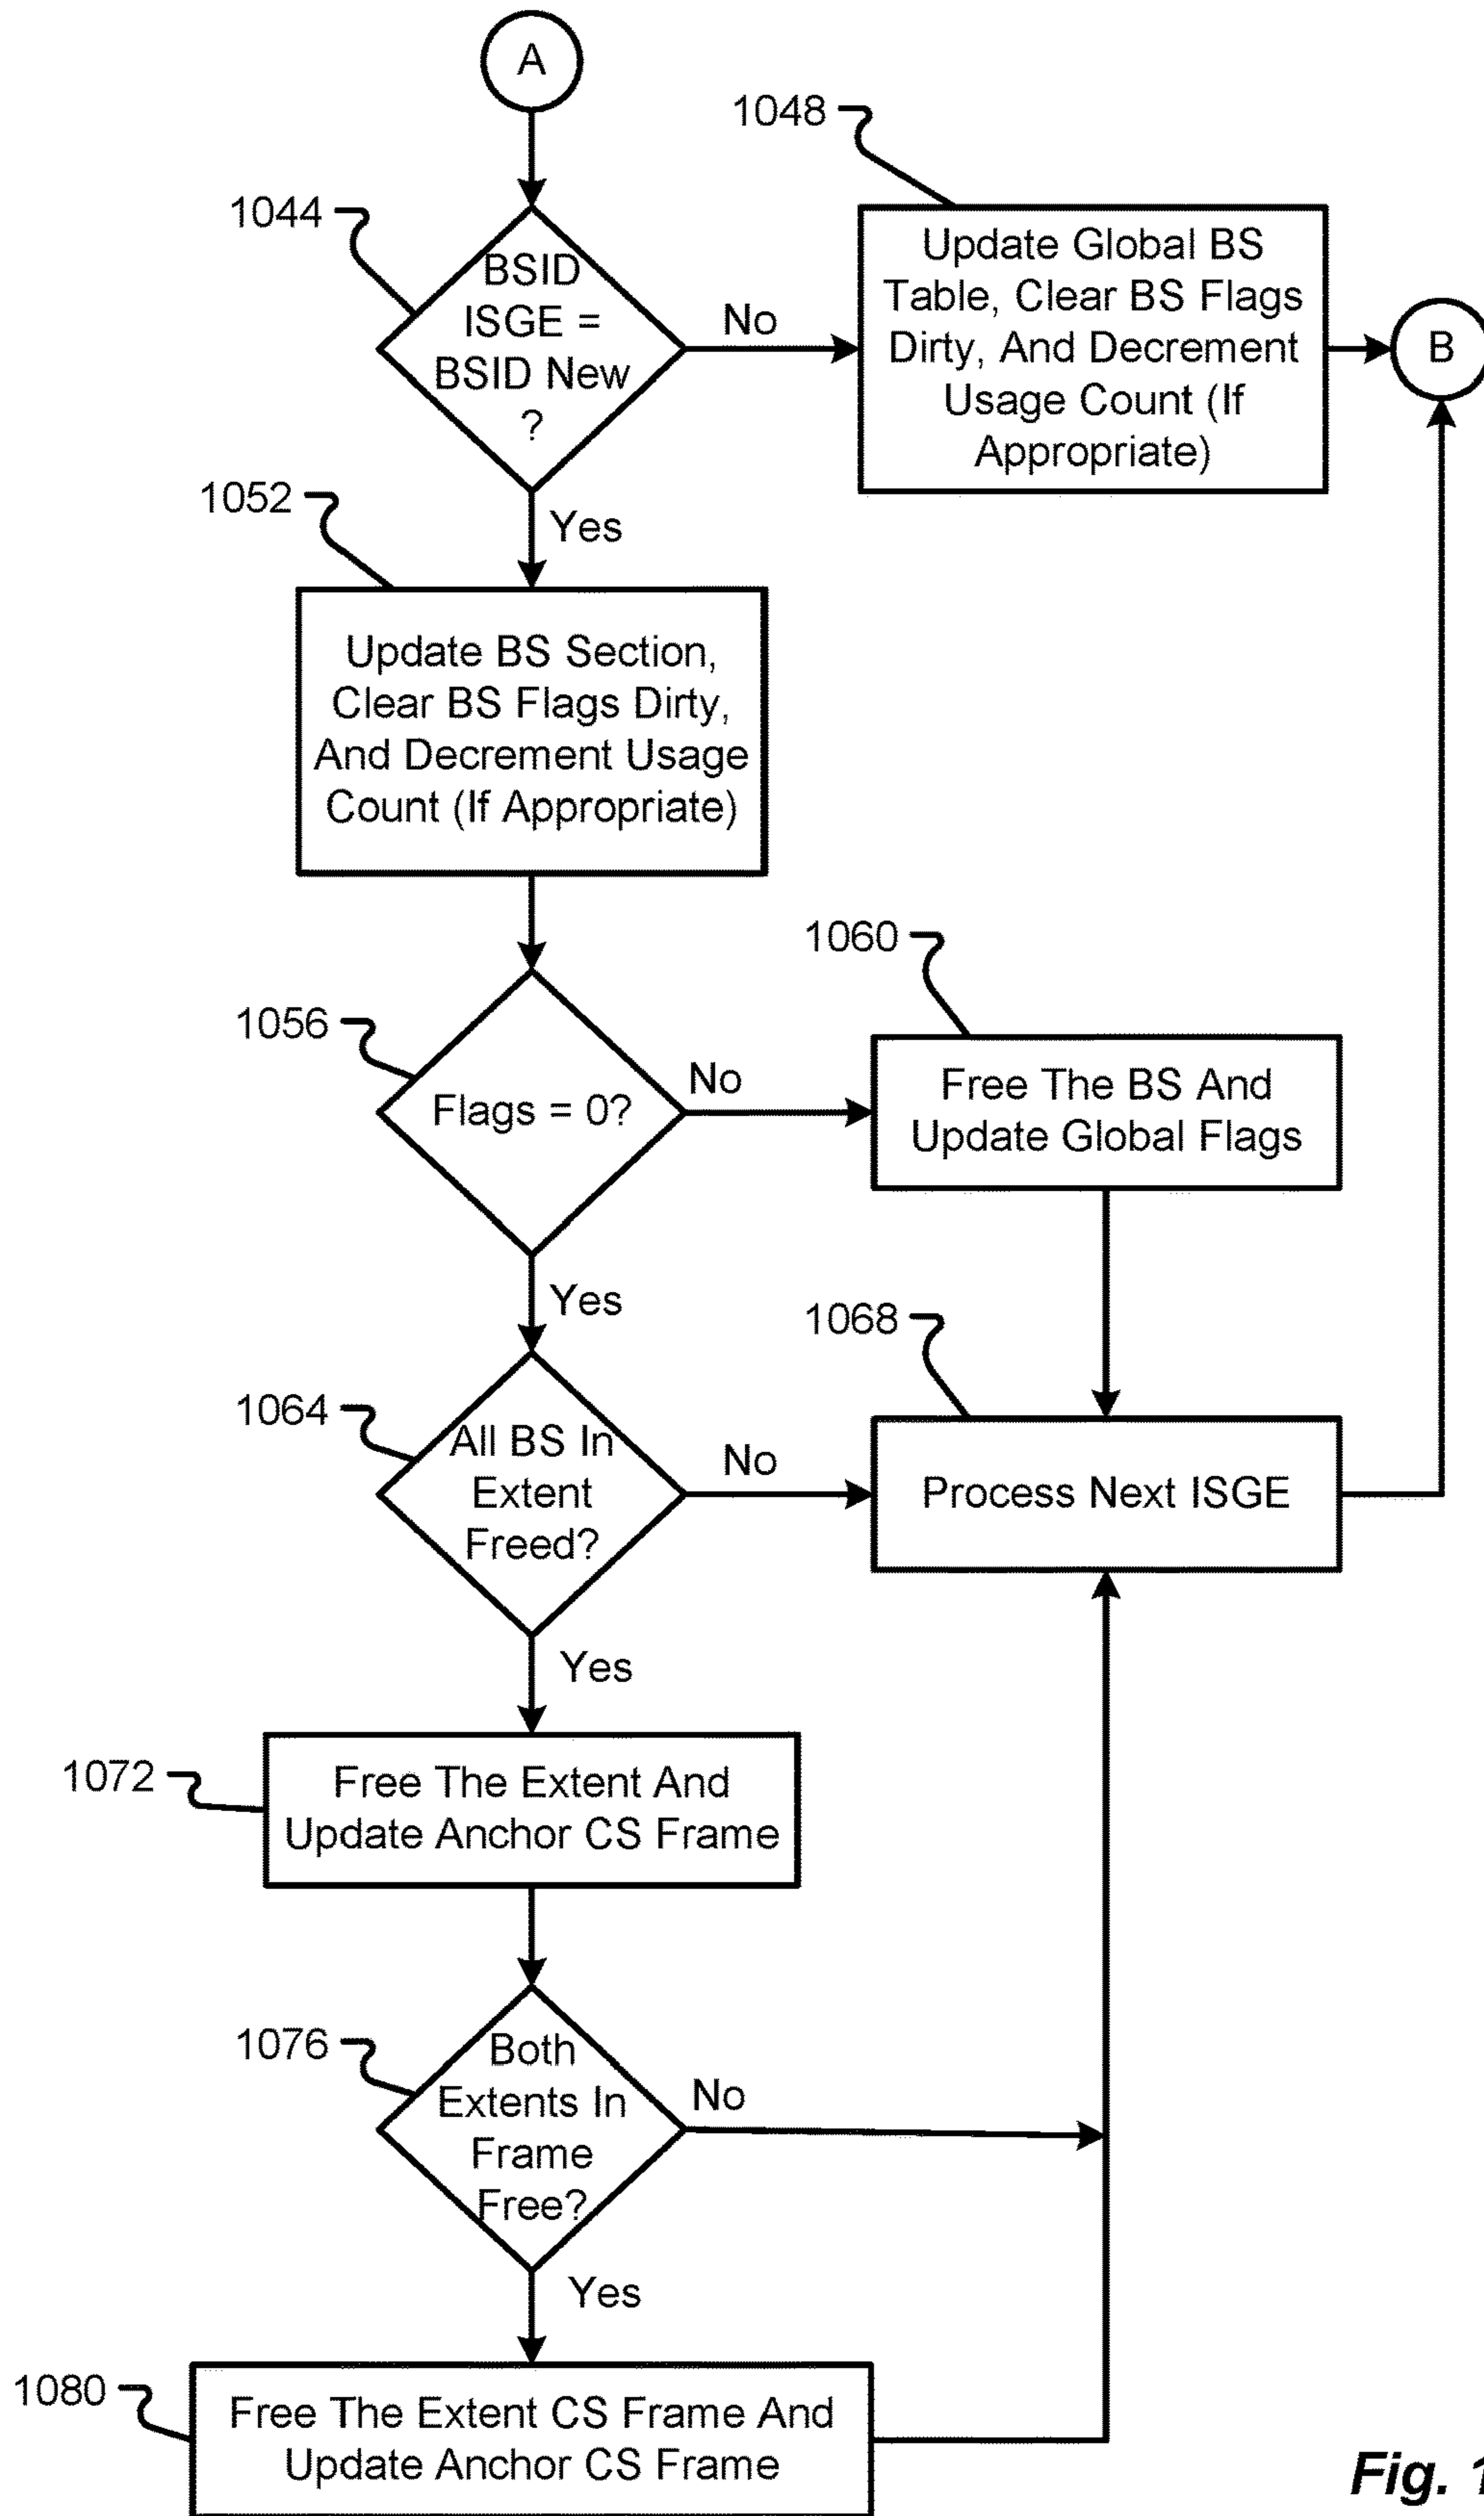 A
1048
1044
Update Global BS
Table, Clear BS Flags
Dirty, And Decrement
Usage Count (If
Appropriate)
BSID
ISGE =
BSID New
?
No
B
1052
Yes
Update BS Section,
Clear BS Flags Dirty,
And Decrement Usage
Count (If Appropriate)
1060
1056
Flags = 0?
No
Free The BS And
Update Global Flags
Yes
1068
1064
All BS In
Extent
Freed?
No
Process Next ISGE
Yes
1072
Free The Extent And
Update Anchor CS Frame
1076
Both
Extents In
Frame
Free?
No
Yes
1080
Free The Extent CS Frame And
Update Anchor CS Frame
Fig. 1